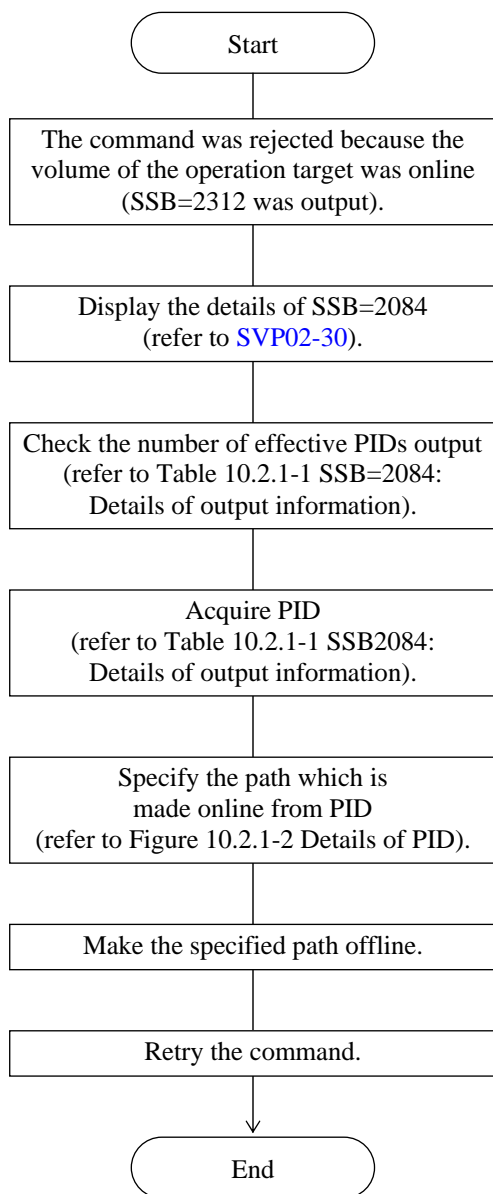 Start
The command was rejected because the
volume of the operation target was online
(SSB=2312 was output).
Display the details of SSB=2084
(refer to SVP02-30).
Check the number of effective PIDs output
(refer to Table 10.2.1-1 SSB=2084:
Details of output information).
Acquire PID
(refer to Table 10.2.1-1 SSB2084:
Details of output information).
Specify the path which is
made online from PID
(refer to Figure 10.2.1-2 Details of PID).
Make the specified path offline.
Retry the command.
End